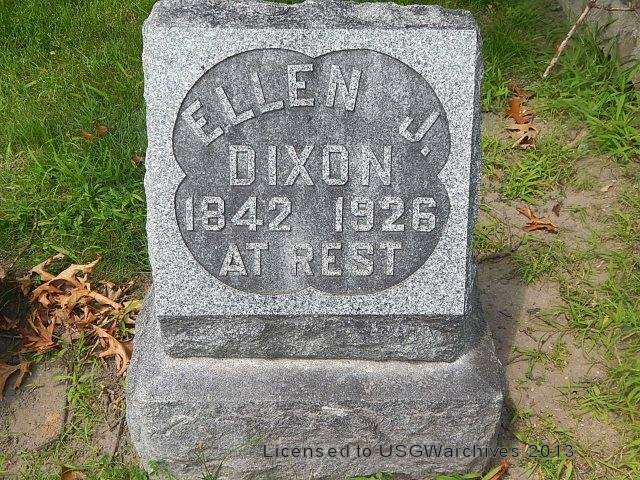 ELLEN J.
DIXON
1842 1926
AT REST
Licensed to USGWarchives 2013